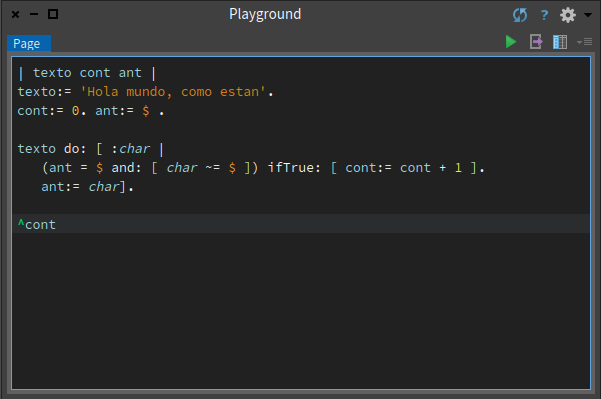 Playground
?
Page
| texto cont ant |
texto:= 'Hola mundo, como estan'.
cont:= 0. ant:= $ .
texto do: [ :char |
(ant = $ and: [ char ~= $ ]) ifTrue: [ cont:= cont + 1 ].
ant:= char].
^cont